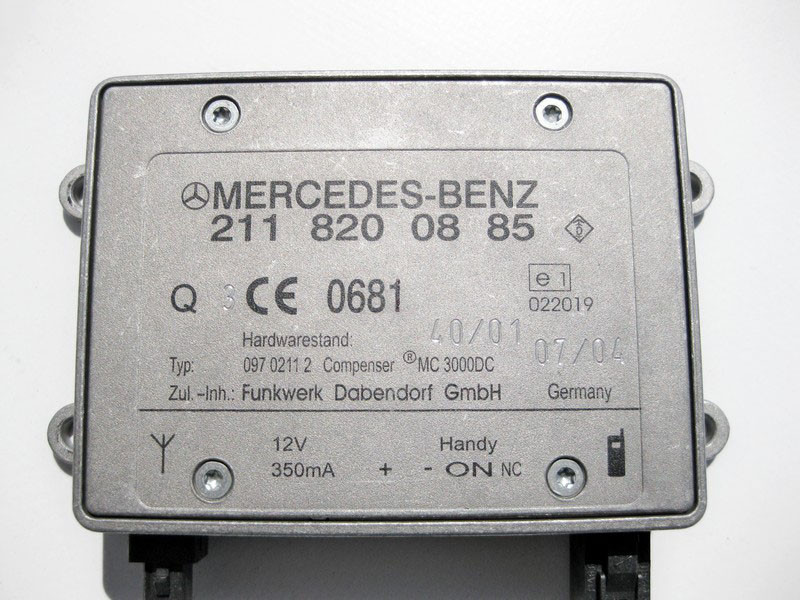 MERCEDES-BENZ
211 820 08 85 D
Q 3 CE 0681 e1
022019
Hardwarestand: 40/01 07/04
Typ: 097 0211 2 Compenser ® MC 3000DC
Zul.-Inh.: Funkwerk Dabendorf GmbH Germany
12V Handy
350mA + - ON NC